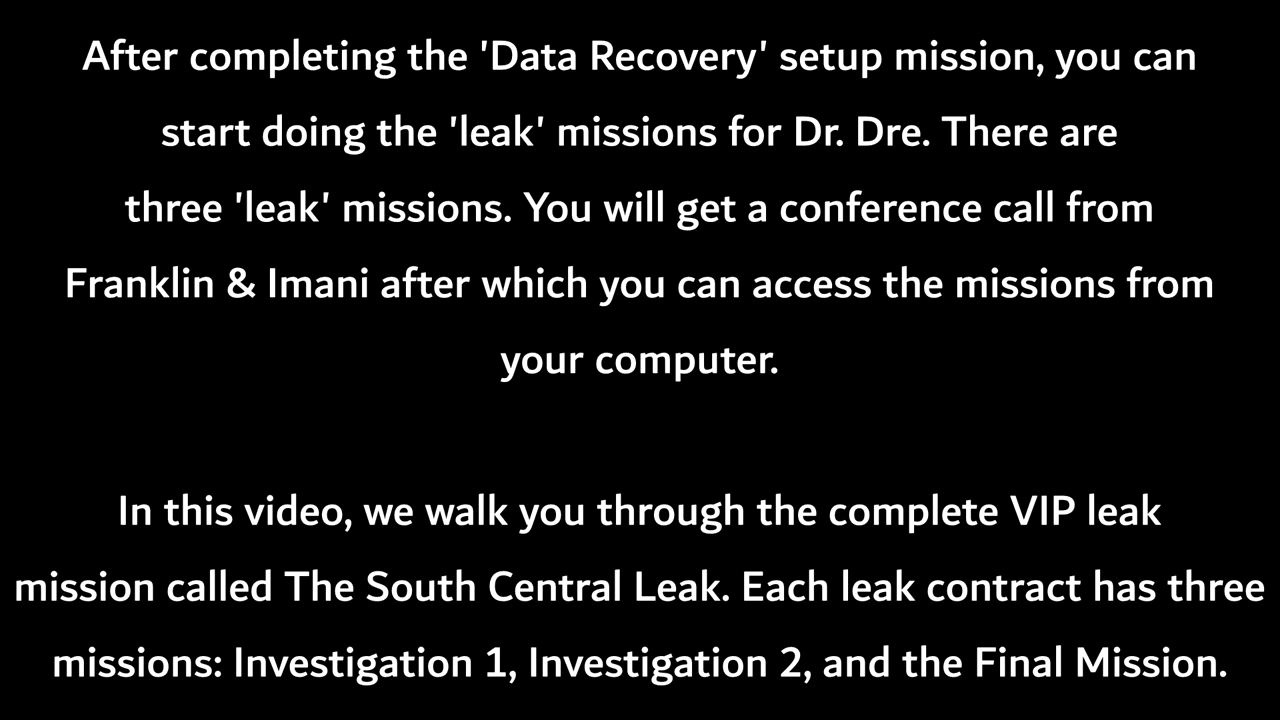 After completing the 'Data Recovery' setup mission, you can
start doing the 'leak' missions for Dr. Dre. There are
three 'leak' missions. You will get a conference call from
Franklin & Imani after which you can access the missions from
your computer.
In this video, we walk you through the complete VIP leak
mission called The South Central Leak. Each leak contract has three
missions: Investigation 1, Investigation 2, and the Final Mission.